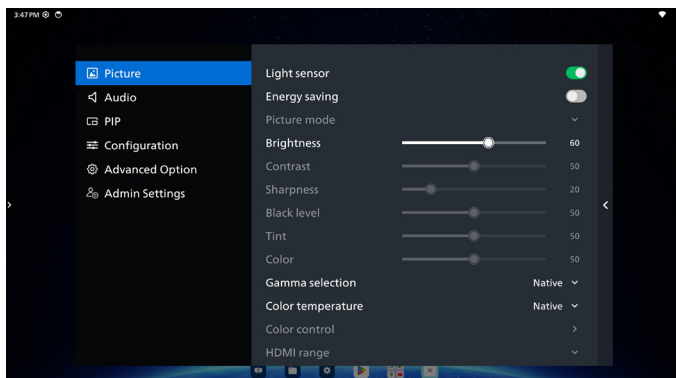 3:47 PM
Picture
Audio
PIP
Configuration
Advanced Option
Admin Settings
Light sensor
Energy saving
Picture mode
Brightness 60
Contrast 50
Sharpness 20
Black level 50
Tint 50
Color 50
Gamma selection Native
Color temperature Native
Color control
HDMI range